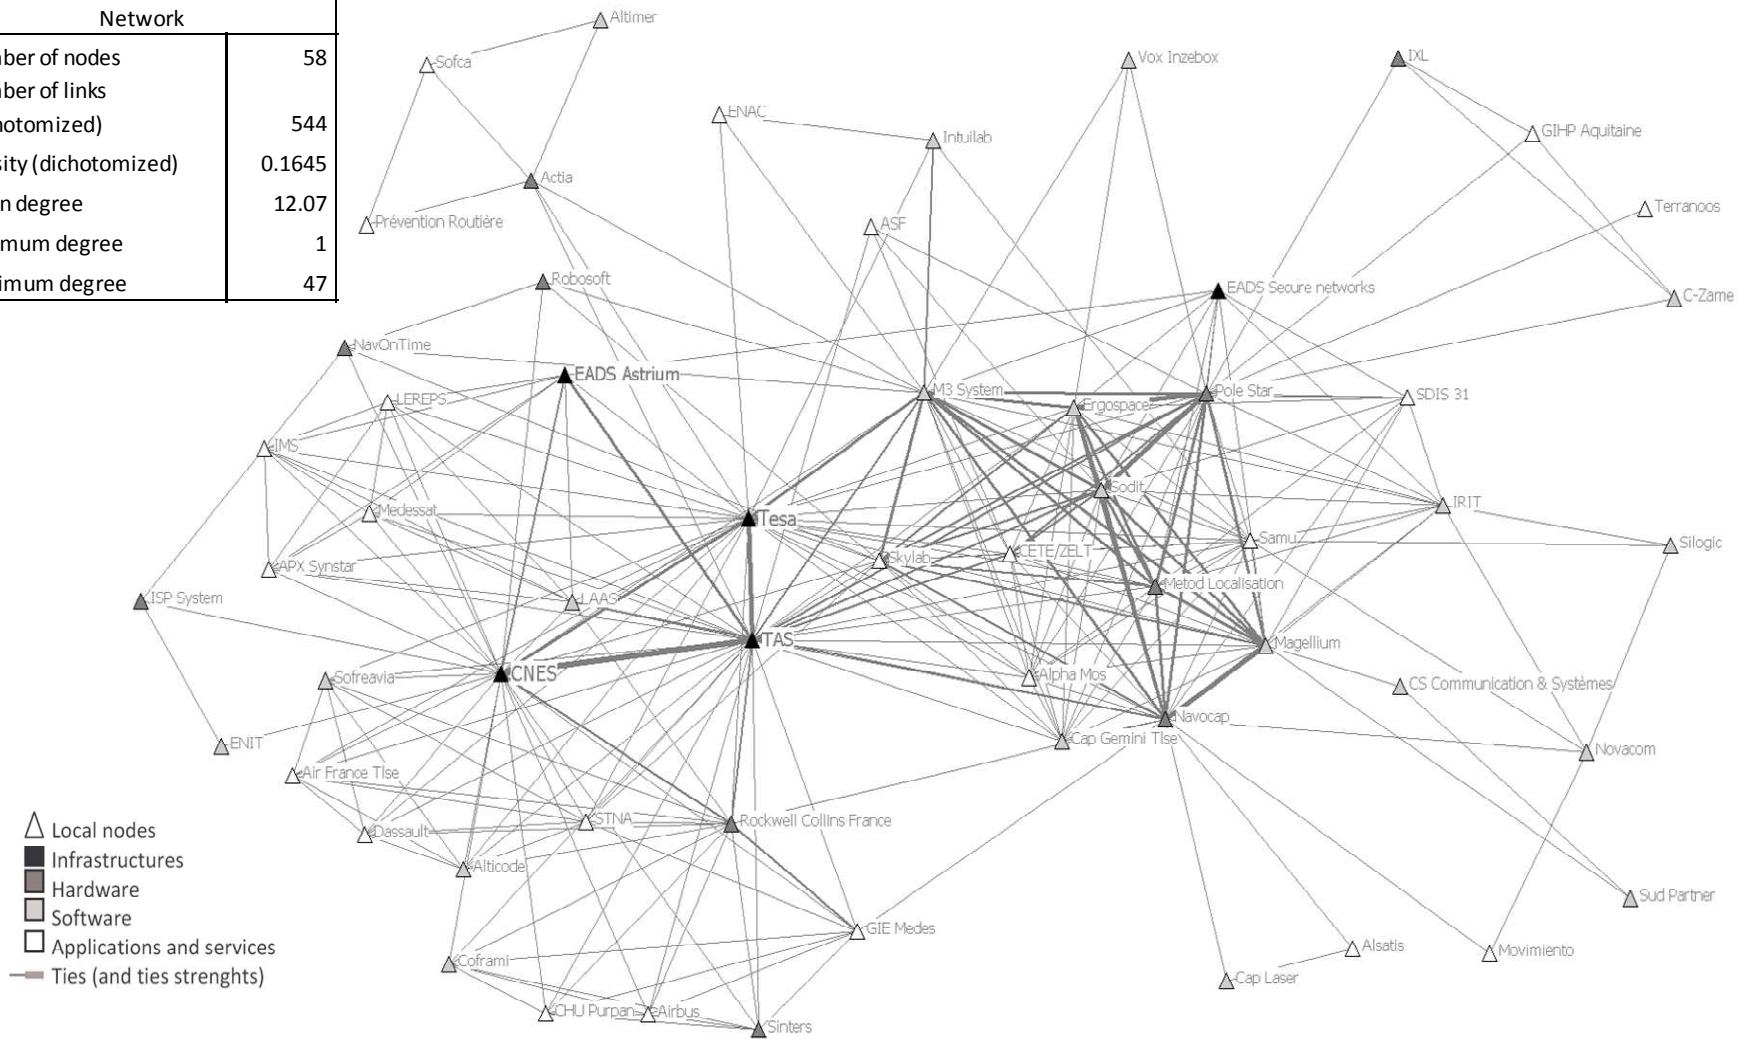 Network
ber of nodes 58
ber of links
otomized) 544
sity (dichotomized) 0.1645
n degree 12.07
mum degree 1
imum degree 47
Altimer
Sofca
Vox Inzebox
IXL
ENAC
Intuilab
GIHP Aquitaine
Actia
Terranoos
Prévention Routière
ASF
Robosoft
EADS Secure networks
C-Zame
NavOnTime
EADS Astrium
M3 System
Pole Star
SDIS 31
LEREPS
Ergospace
IMS
Sodit
IRIT
Medessat
Tesa
Samu
Silogic
CETE/ZELT
Skylab
APX Synstar
Metod Localisation
ISP System
LAAS
TAS
Magellium
CNES
Sofreavia
Alpha Mos
CS Communication & Systèmes
Navocap
ENIT
Cap Gemini Tlse
Novacom
Air France Tlse
STNA
Rockwell Collins France
Dassault
Alticode
Sud Partner
GIE Medes
Alsatis
Movimiento
Coframi
Cap Laser
CHU Purpan
Airbus
Sinters
Local nodes
Infrastructures
Hardware
Software
Applications and services
Ties (and ties strenghts)